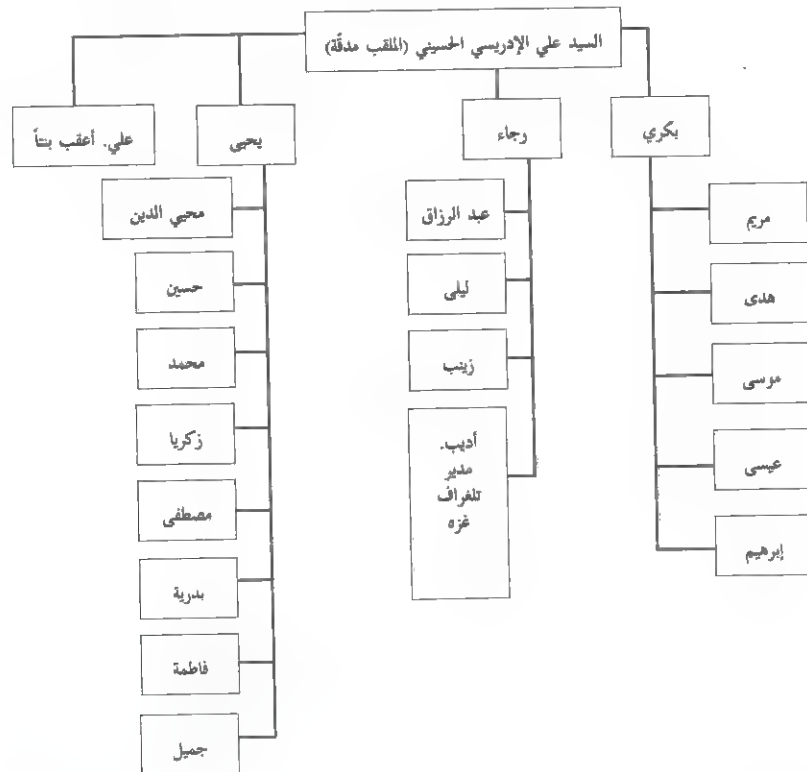 السيد علي الإدريسي الحسيني (الملقب مدقّة)
بكري
رجاء
يحيى
علي. أعقب بنتاً
مريم
هدى
موسى
عيسى
إبرهيم
عبد الرزاق
ليلى
زينب
أديب.
مدير
تلغراف
غزه
محيي الدين
حسين
محمد
زكريا
مصطفى
بدرية
فاطمة
جميل